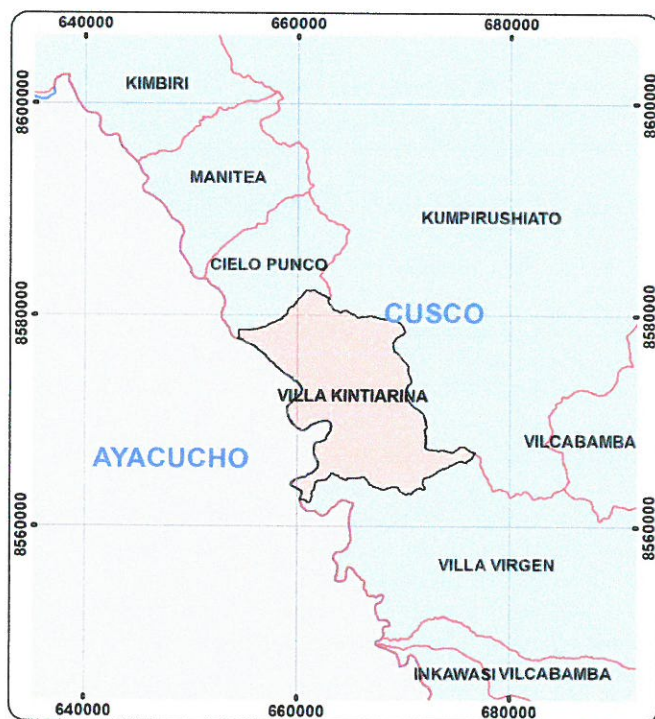 640000
660000
680000
KIMBIRI
8600000
8600000
MANITEA
KUMPIRUSHIATO
CIELO PUNCO
8580000
CUSCO
8580000
VILLA KINTIARINA
VILCABAMBA
AYACUCHO
8560000
8560000
VILLA VIRGEN
INKAWASI VILCABAMBA
640000
660000
680000